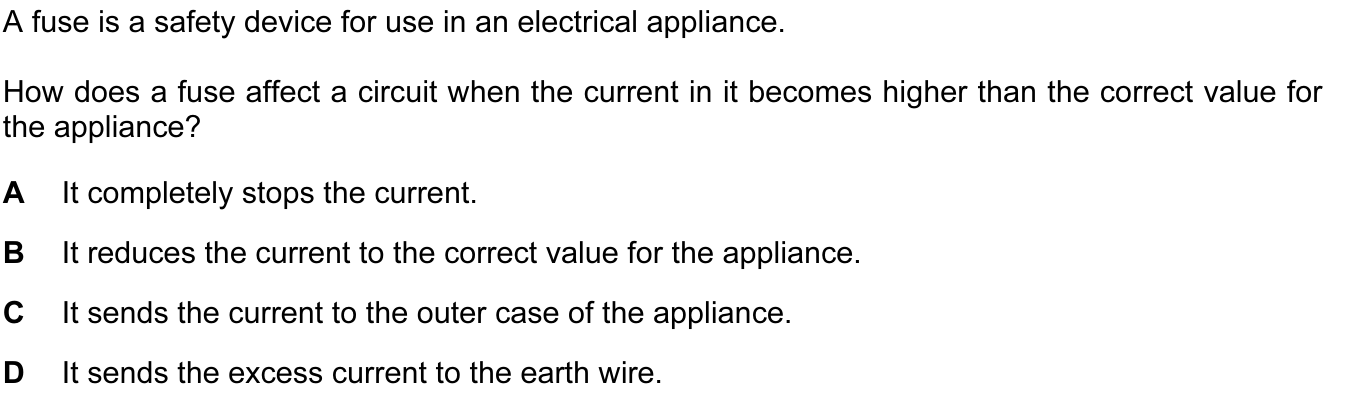 A fuse is a safety device for use in an electrical appliance.
How does a fuse affect a circuit when the current in it becomes higher than the correct value for
the appliance?
A It completely stops the current.
B It reduces the current to the correct value for the appliance.
C It sends the current to the outer case of the appliance.
D It sends the excess current to the earth wire.